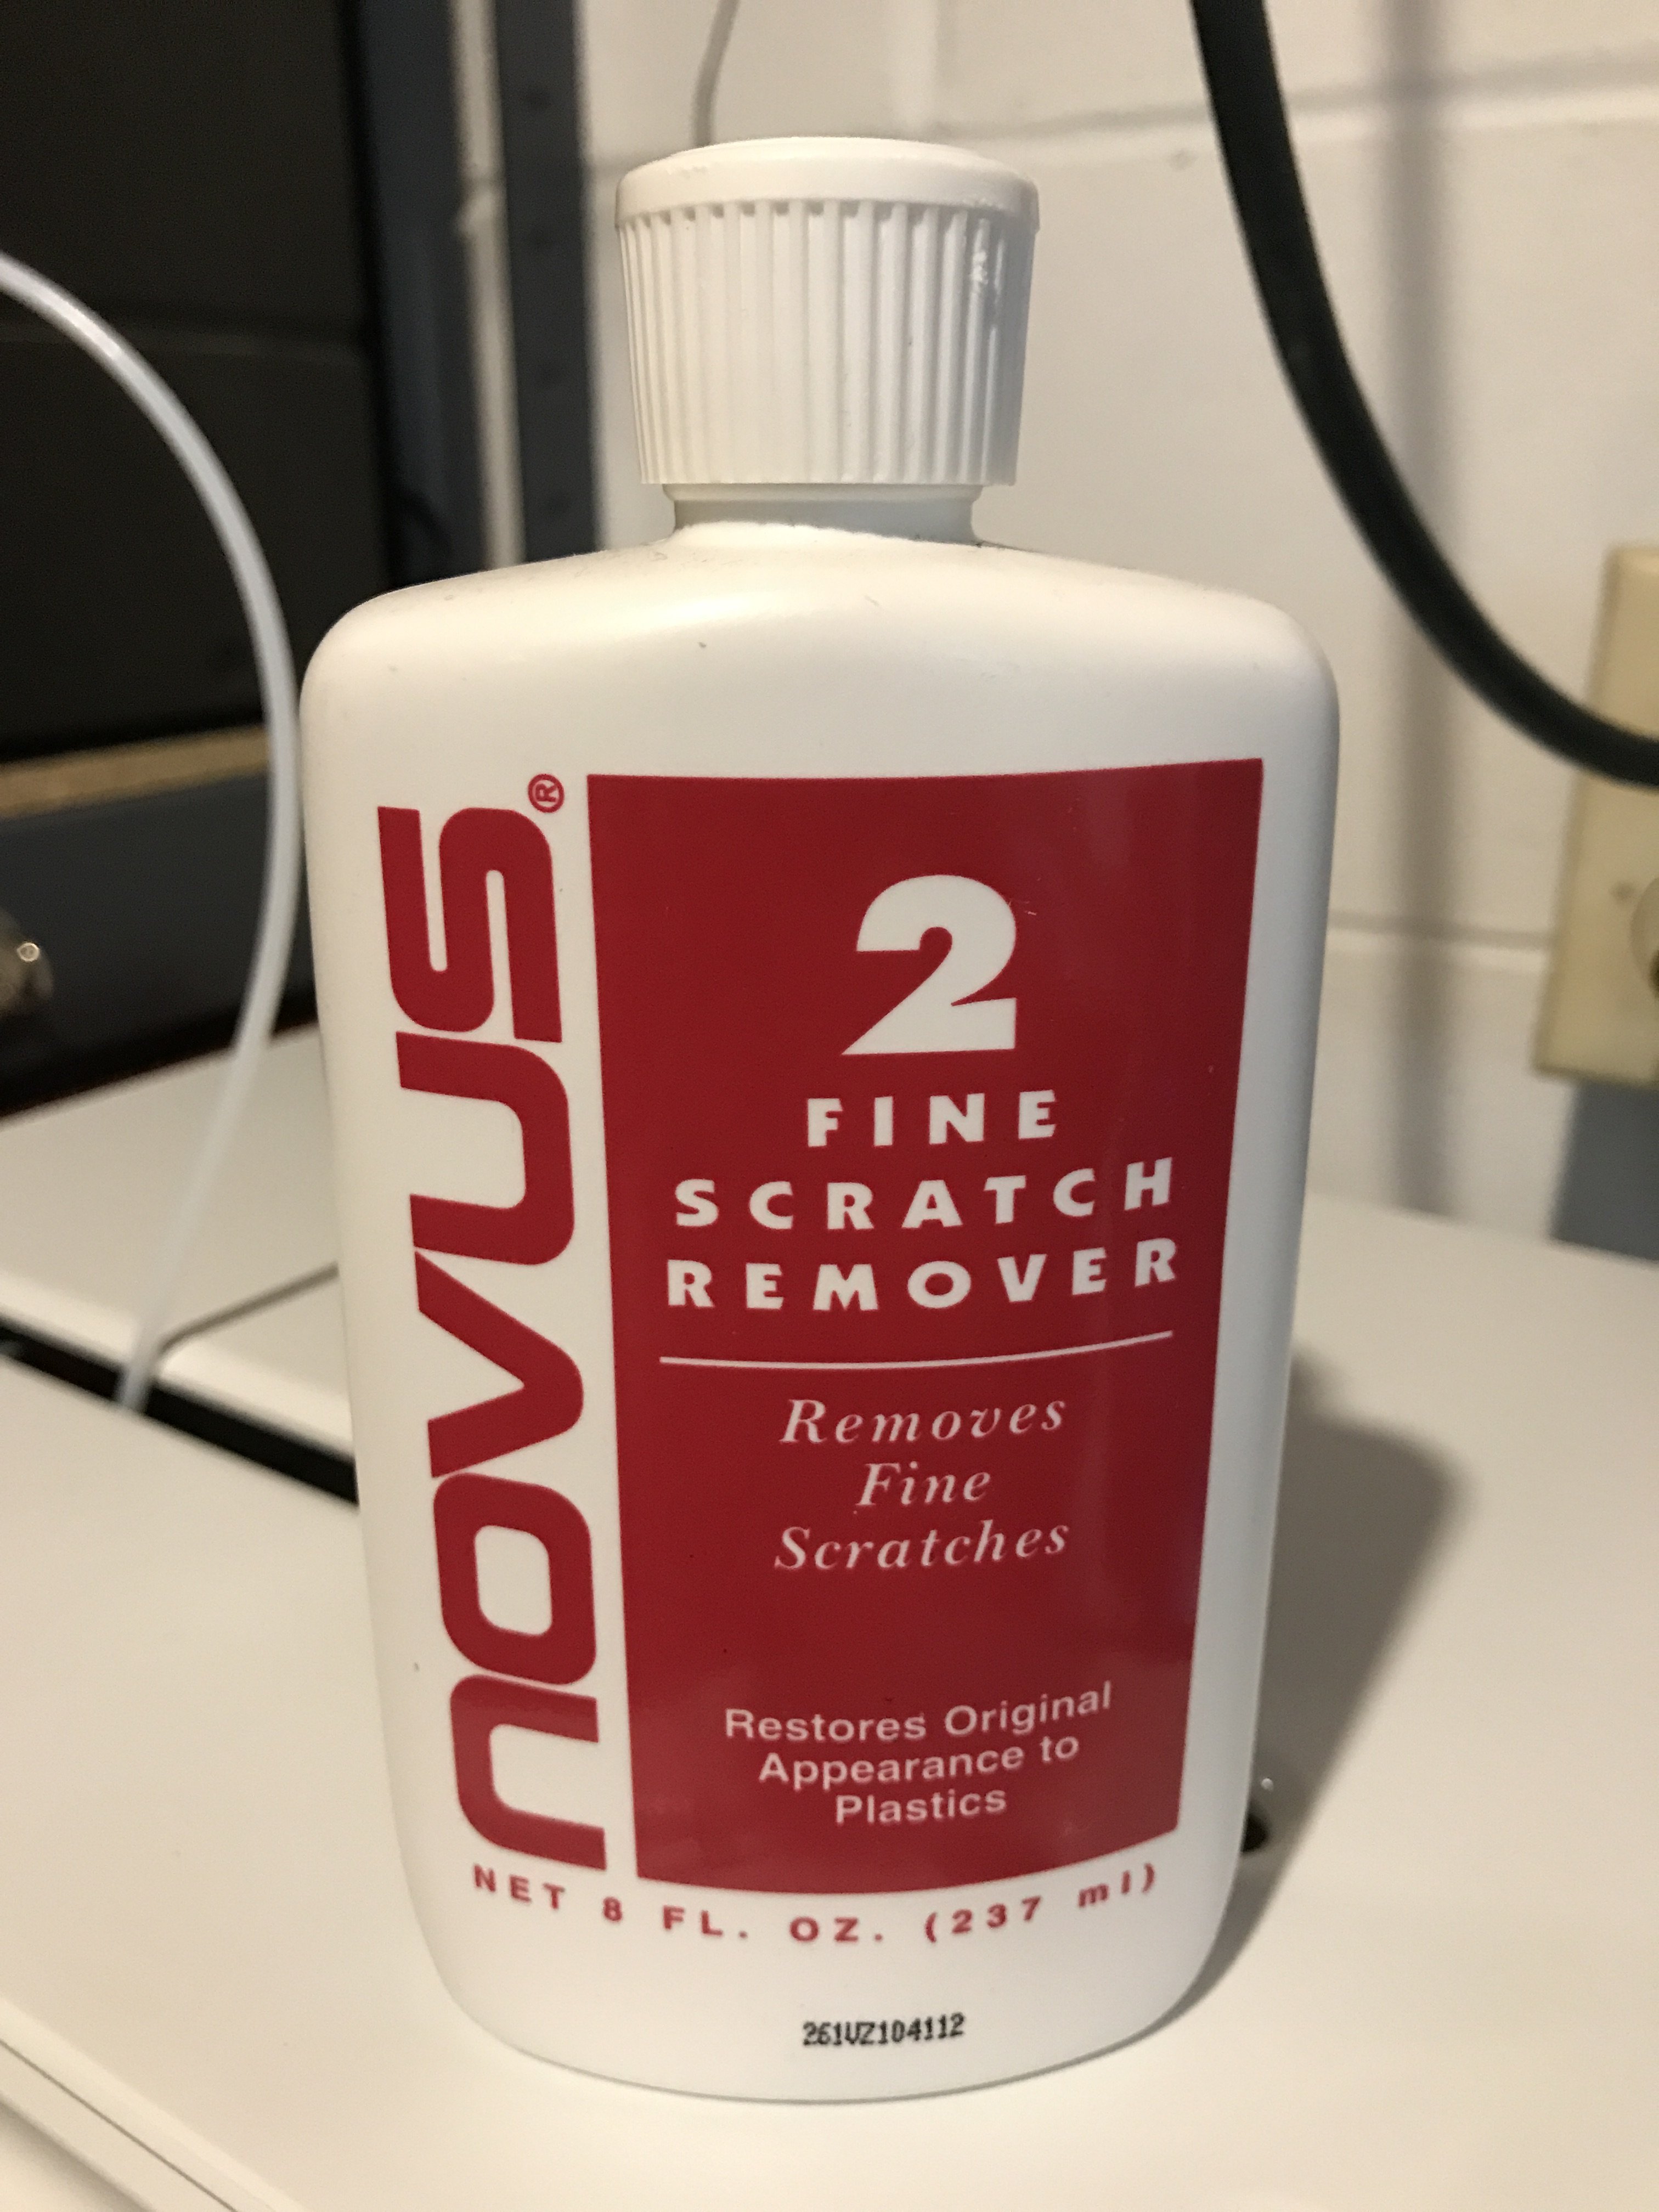 novus®
2
FINE
SCRATCH
REMOVER
Removes
Fine
Scratches
Restores Original
Appearance to
Plastics
NET 8 FL. OZ. (237 ml)
261VZ104112